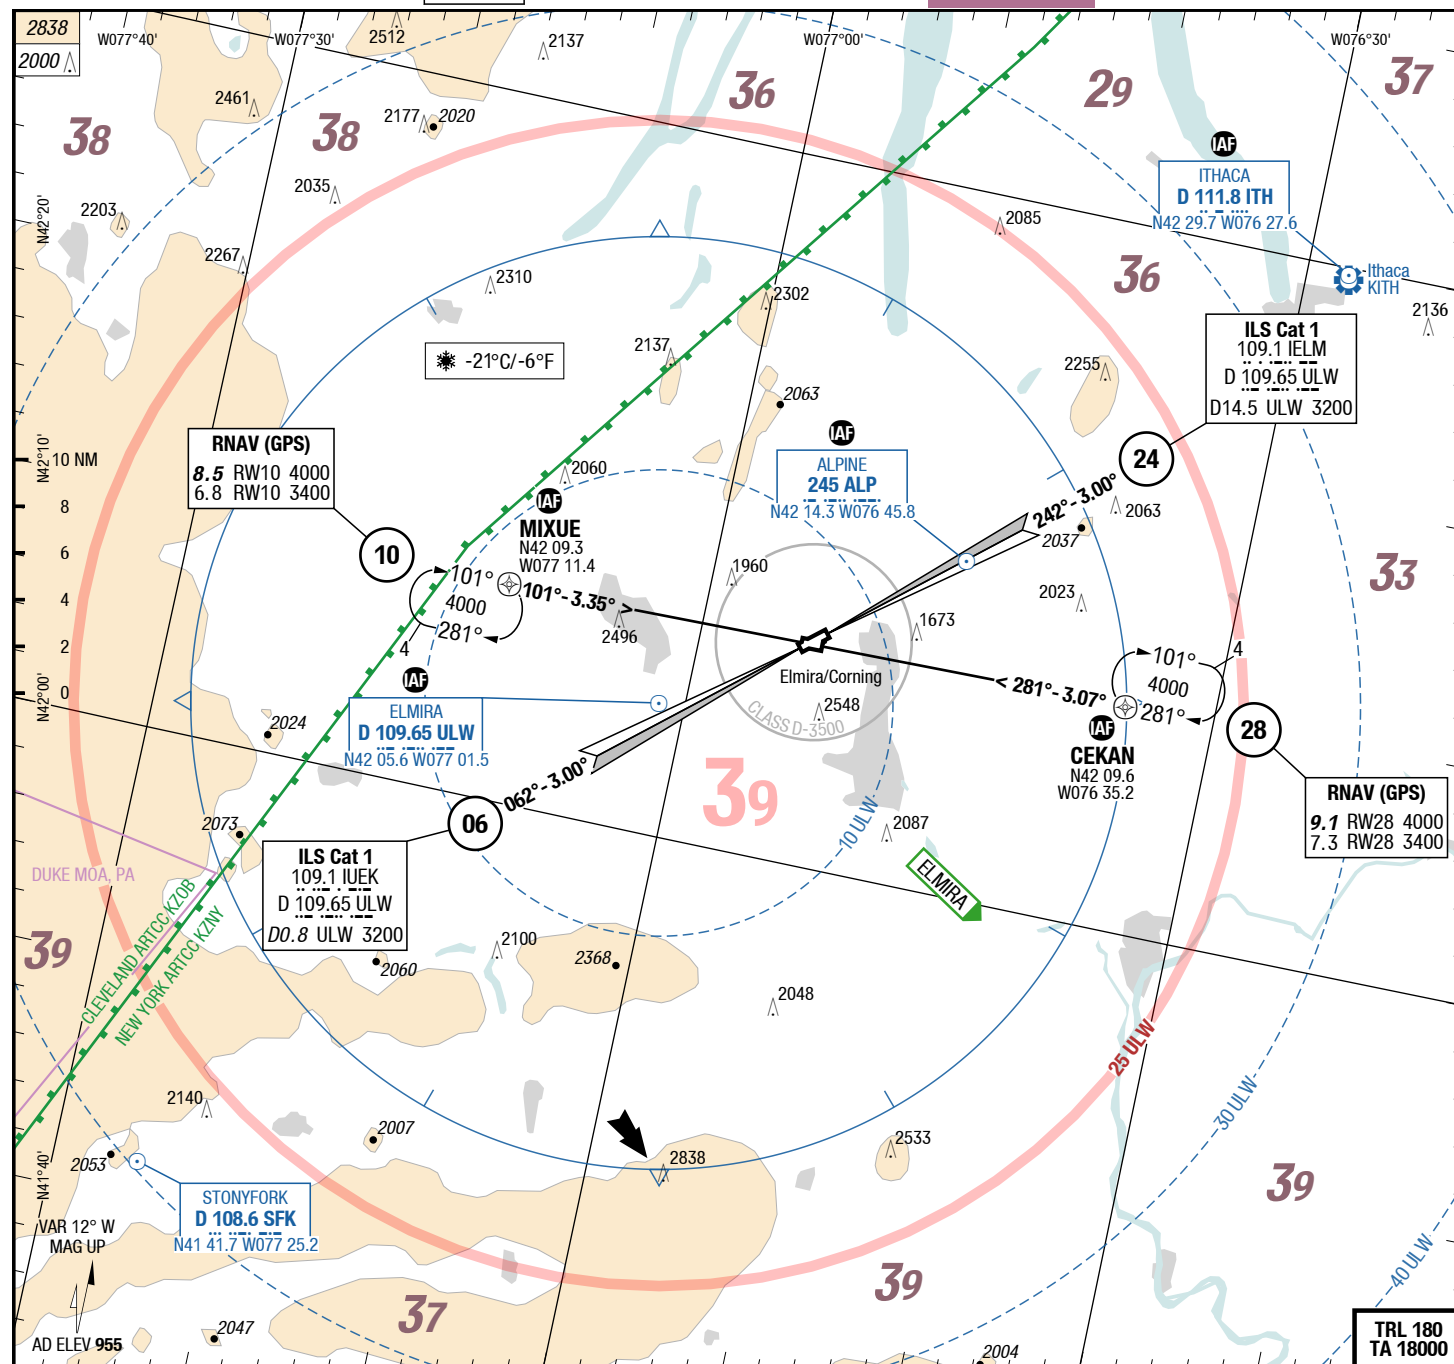 2838
2000
W077°40'
W077°30'
2512
2137
W077°00'
W076°30'
36
29
37
2461
2177
2020
38
38
IAF
ITHACA
D 111.8 ITH
N42 29.7 W076 27.6
2035
N42°20'
2203
2085
2267
36
Ithaca
KITH
2310
2302
2136
ILS Cat 1
109.1 IELM
D 109.65 ULW
D14.5 ULW 3200
2137
-21°C/-6°F
2255
2063
IAF
ALPINE
245 ALP
N42 14.3 W076 45.8
RNAV (GPS)
8.5 RW10 4000
6.8 RW10 3400
N42°10'
10 NM
8
6
4
2
0
24
242°-3.00°
2060
IAF
MIXUE
N42 09.3
W077 11.4
10
2063
2037
33
1960
101°
4000
281°
4
101°-3.35° >
2496
2023
1673
101°
4000
281°
4
Elmira/Corning
< 281°-3.07°
IAF
ELMIRA
D 109.65 ULW
N42 05.6 W077 01.5
N42°00'
2548
CLASS D-3500
IAF
CEKAN
N42 09.6
W076 35.2
28
2024
39
062°-3.00°
06
RNAV (GPS)
9.1 RW28 4000
7.3 RW28 3400
10 ULW
2087
2073
ILS Cat 1
109.1 IUEK
D 109.65 ULW
D0.8 ULW 3200
DUKE MOA, PA
ELMIRA
CLEVELAND ARTCC KZOB
NEW YORK ARTCC KZNY
39
2100
2060
2368
2048
25 ULW
30 ULW
2140
2007
2533
2053
2838
N41°40'
39
STONYFORK
D 108.6 SFK
N41 41.7 W077 25.2
VAR 12° W
MAG UP
40 ULW
39
37
2047
AD ELEV 955
2004
TRL 180
TA 18000